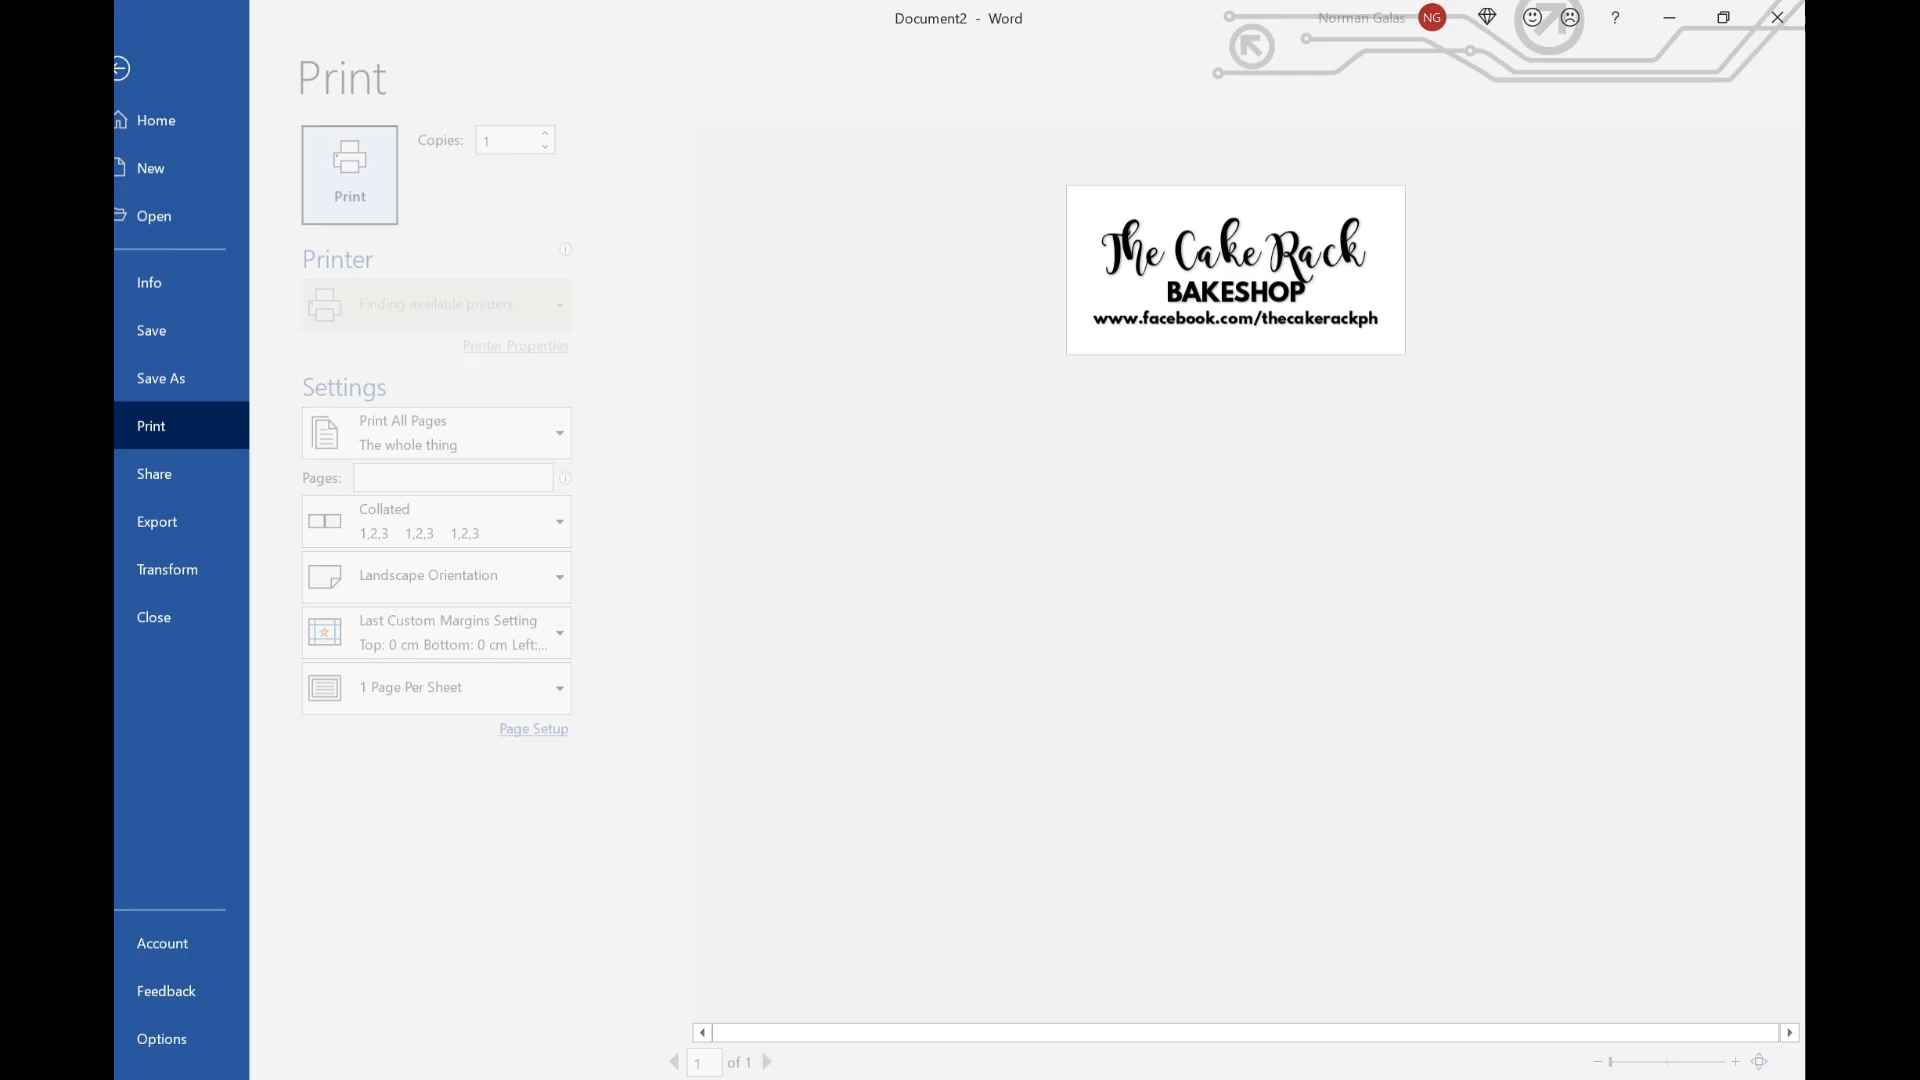 Document2 - Word
Norman Galas NG
?
Home
New
Open
Info
Save
Save As
Print
Share
Export
Transform
Close
Account
Feedback
Options
Print
Print
Copies: 1
Printer
Finding available printers...
Printer Properties
Settings
Print All Pages
The whole thing
Pages:
Collated
1,2,3 1,2,3 1,2,3
Landscape Orientation
Last Custom Margins Setting
Top: 0 cm Bottom: 0 cm Left:...
1 Page Per Sheet
Page Setup
The Cake Rack
BAKESHOP
www.facebook.com/thecakerackph
1 of 1